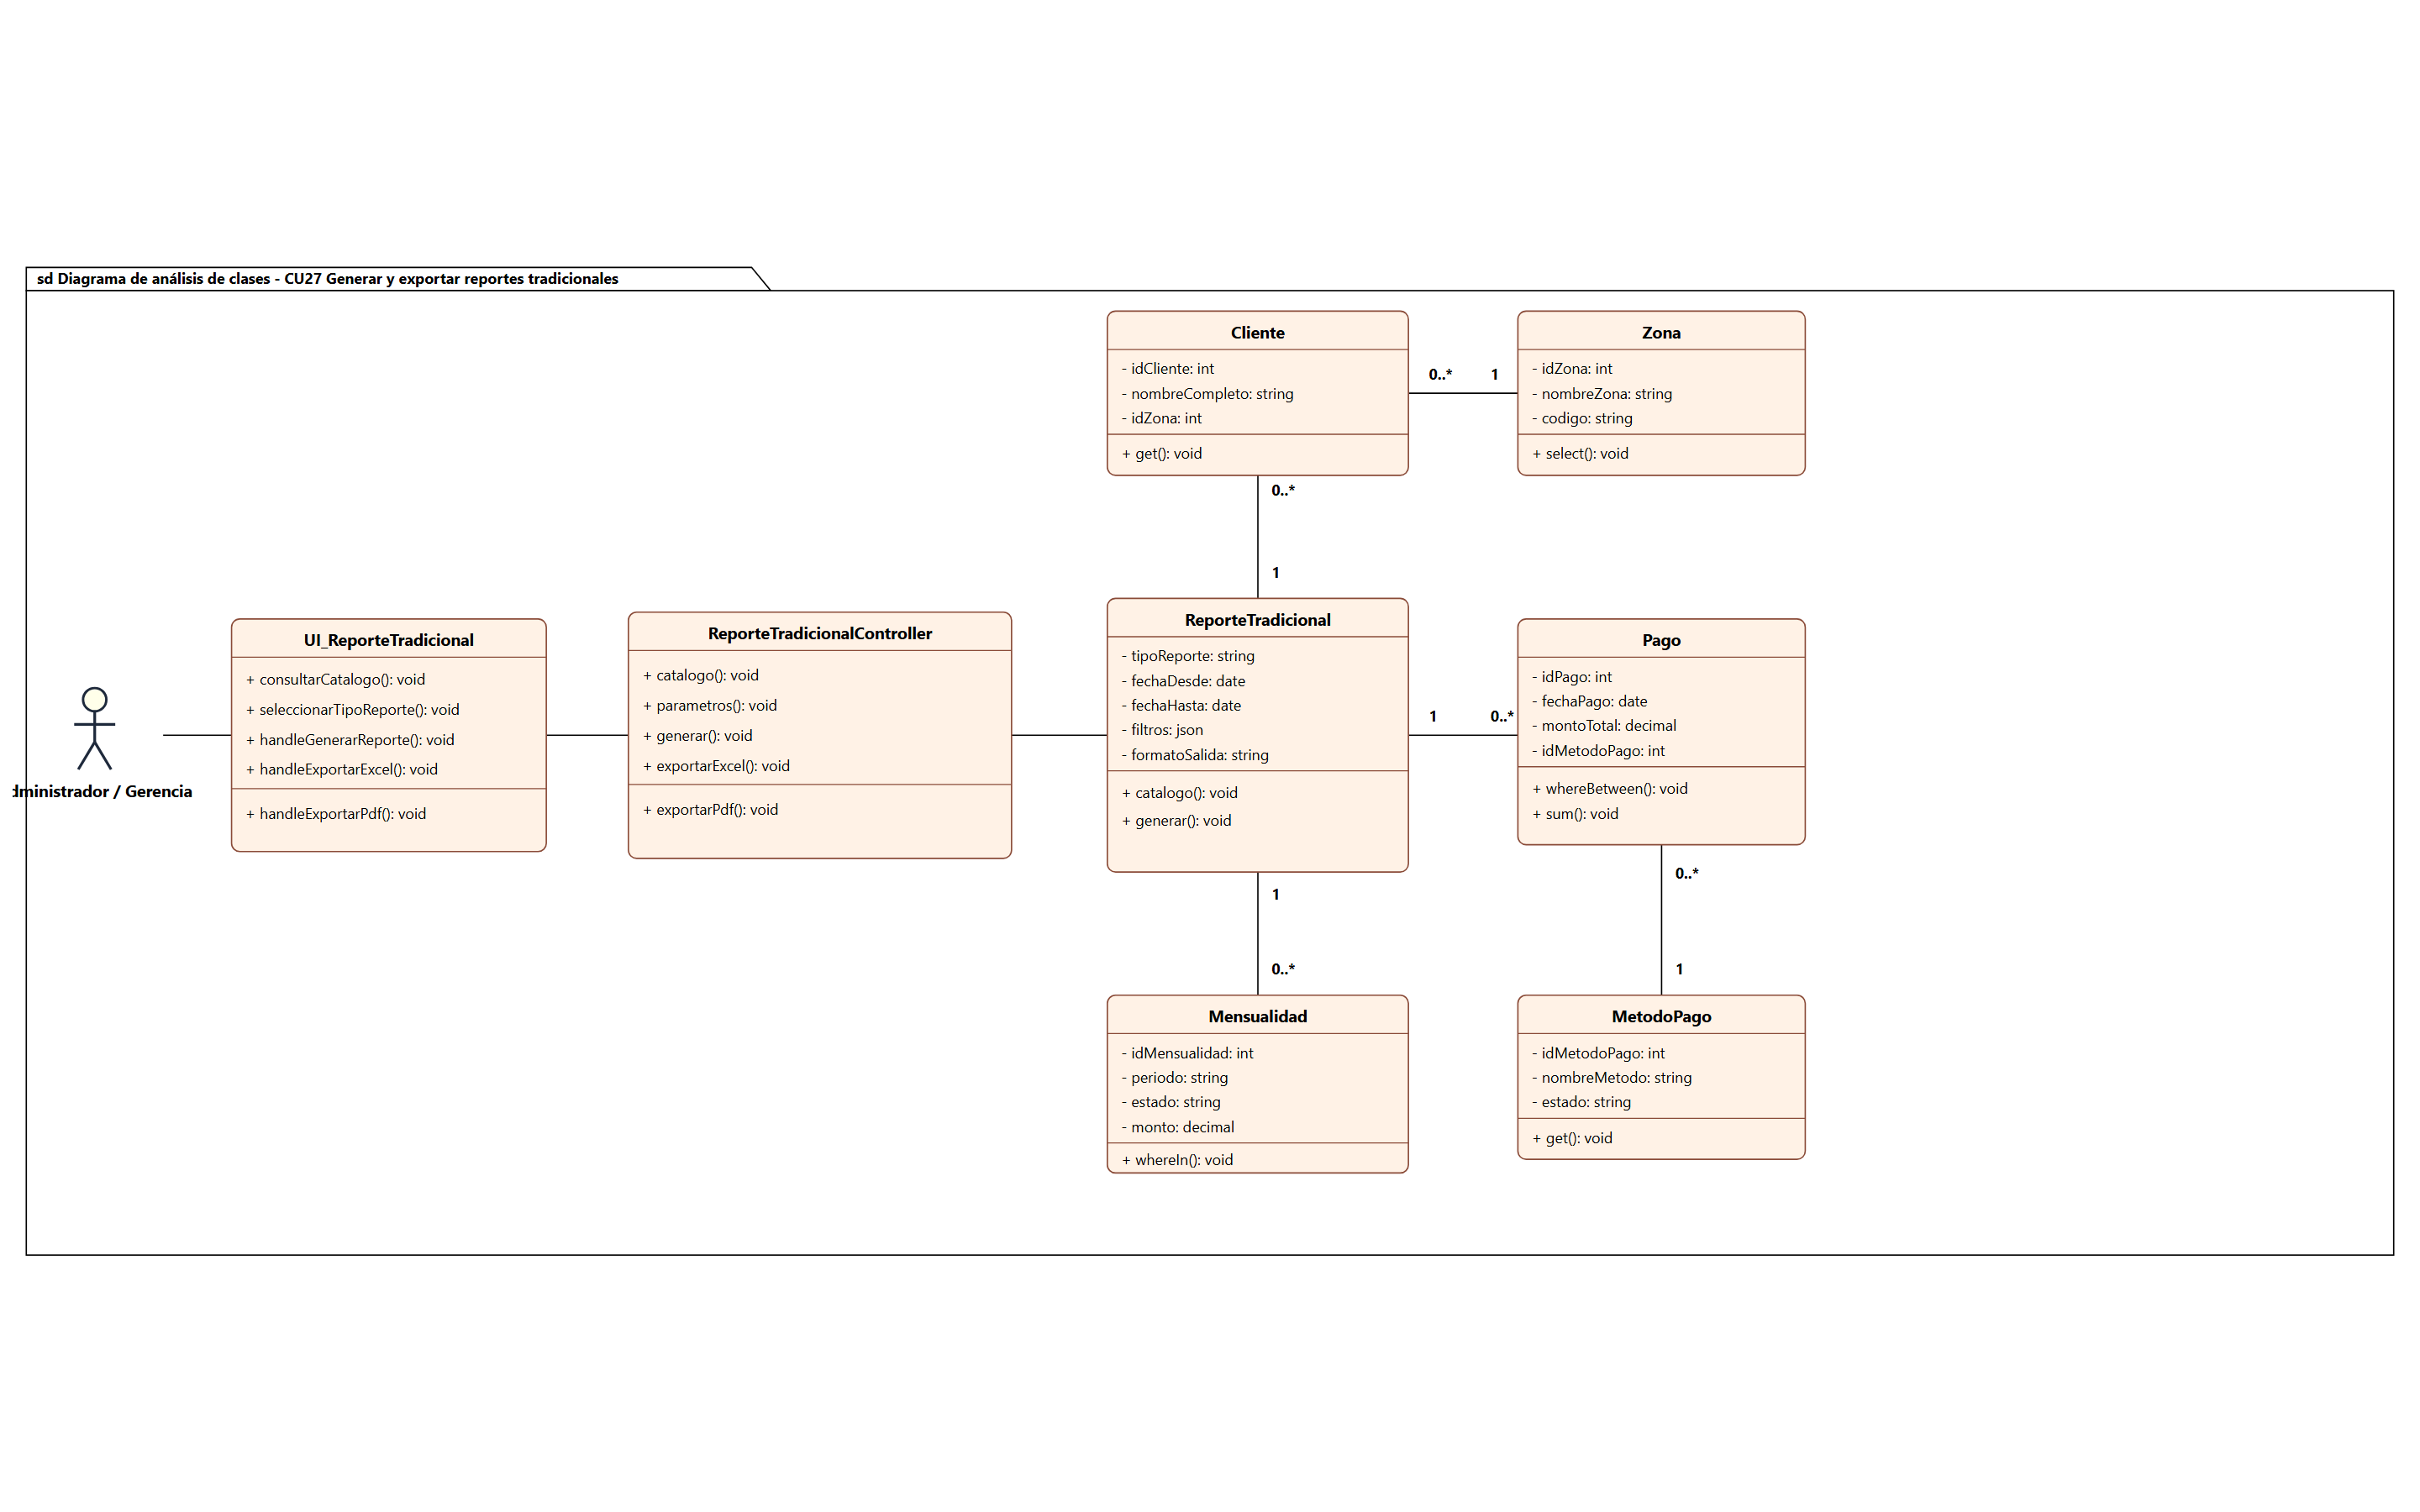 sd Diagrama de análisis de clases - CU27 Generar y exportar reportes tradicionales
Cliente
- idCliente: int
- nombreCompleto: string
- idZona: int
+ get(): void
0..*
1
Zona
- idZona: int
- nombreZona: string
- codigo: string
+ select(): void
0..*
1
dministrador / Gerencia
UI_ReporteTradicional
+ consultarCatalogo(): void
+ seleccionarTipoReporte(): void
+ handleGenerarReporte(): void
+ handleExportarExcel(): void
+ handleExportarPdf(): void
ReporteTradicionalController
+ catalogo(): void
+ parametros(): void
+ generar(): void
+ exportarExcel(): void
+ exportarPdf(): void
ReporteTradicional
- tipoReporte: string
- fechaDesde: date
- fechaHasta: date
- filtros: json
- formatoSalida: string
+ catalogo(): void
+ generar(): void
1
0..*
Pago
- idPago: int
- fechaPago: date
- montoTotal: decimal
- idMetodoPago: int
+ whereBetween(): void
+ sum(): void
1
0..*
0..*
1
Mensualidad
- idMensualidad: int
- periodo: string
- estado: string
- monto: decimal
+ whereIn(): void
MetodoPago
- idMetodoPago: int
- nombreMetodo: string
- estado: string
+ get(): void